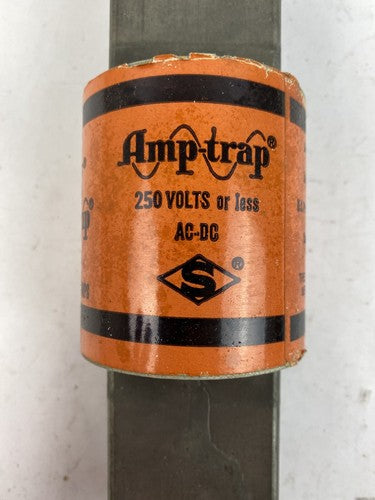 Amp-trap®
250 VOLTS or less
AC-DC
S®